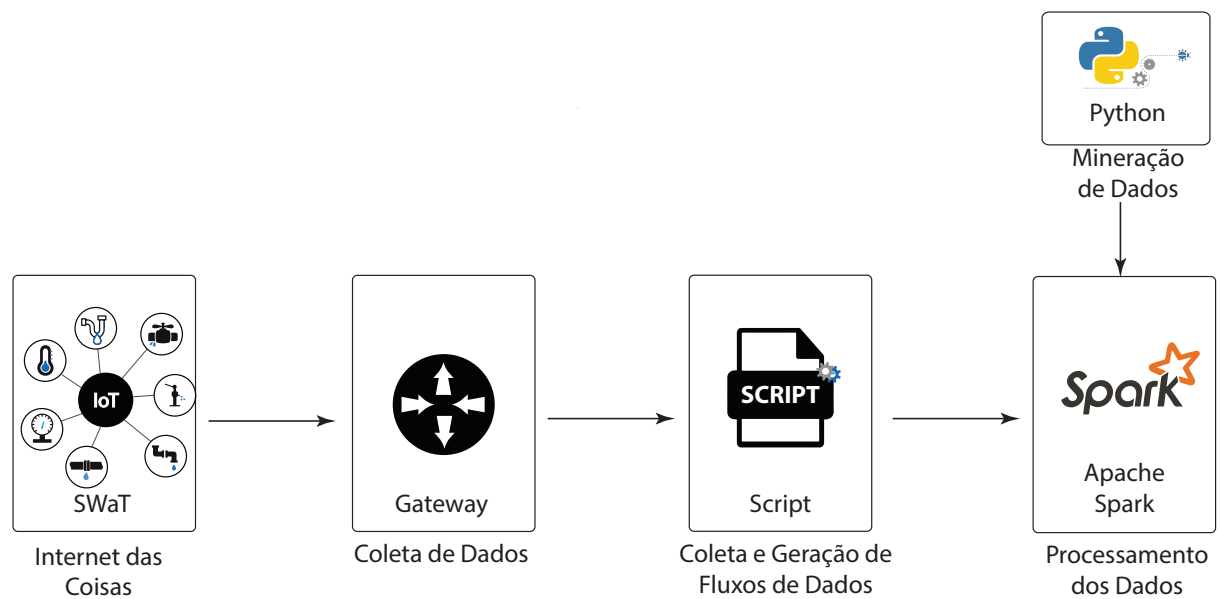 Python
Mineração
de Dados
IoT
SWaT
Internet das
Coisas
Gateway
Coleta de Dados
SCRIPT
Script
Coleta e Geração de
Fluxos de Dados
Spark
Apache
Spark
Processamento
dos Dados